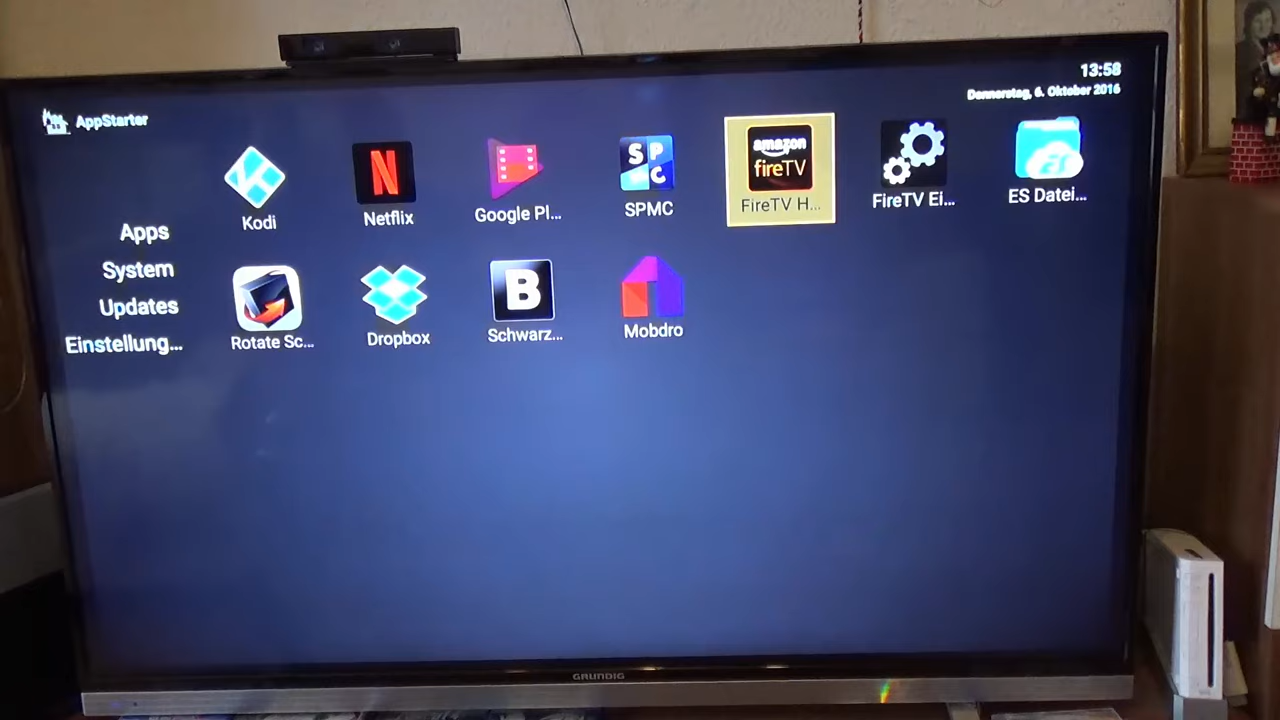 13:58
Donnerstag, 6. Oktober 2016
AppStarter
Apps
System
Updates
Einstellung...
Kodi
N
Netflix
Google Pl...
S P
C
SPMC
amazon
fireTV
FireTV H...
FireTV Ei...
ES Datei...
Rotate Sc...
Dropbox
B
Schwarz...
Mobdro
GRUNDIG